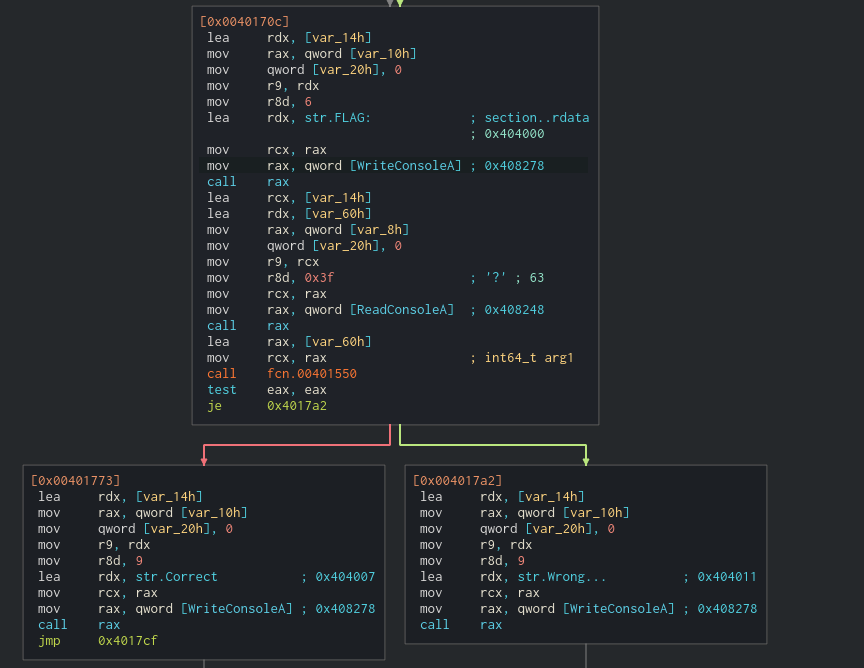 [0x0040170c]
lea rdx, [var_14h]
mov rax, qword [var_10h]
mov qword [var_20h], 0
mov r9, rdx
mov r8d, 6
lea rdx, str.FLAG: ; section..rdata
; 0x404000
mov rcx, rax
mov rax, qword [WriteConsoleA] ; 0x408278
call rax
lea rcx, [var_14h]
lea rdx, [var_60h]
mov rax, qword [var_8h]
mov qword [var_20h], 0
mov r9, rcx
mov r8d, 0x3f ; '?' ; 63
mov rcx, rax
mov rax, qword [ReadConsoleA] ; 0x408248
call rax
lea rax, [var_60h]
mov rcx, rax ; int64_t arg1
call fcn.00401550
test eax, eax
je 0x4017a2
[0x00401773]
lea rdx, [var_14h]
mov rax, qword [var_10h]
mov qword [var_20h], 0
mov r9, rdx
mov r8d, 9
lea rdx, str.Correct ; 0x404007
mov rcx, rax
mov rax, qword [WriteConsoleA] ; 0x408278
call rax
jmp 0x4017cf
[0x004017a2]
lea rdx, [var_14h]
mov rax, qword [var_10h]
mov qword [var_20h], 0
mov r9, rdx
mov r8d, 9
lea rdx, str.Wrong... ; 0x404011
mov rcx, rax
mov rax, qword [WriteConsoleA] ; 0x408278
call rax